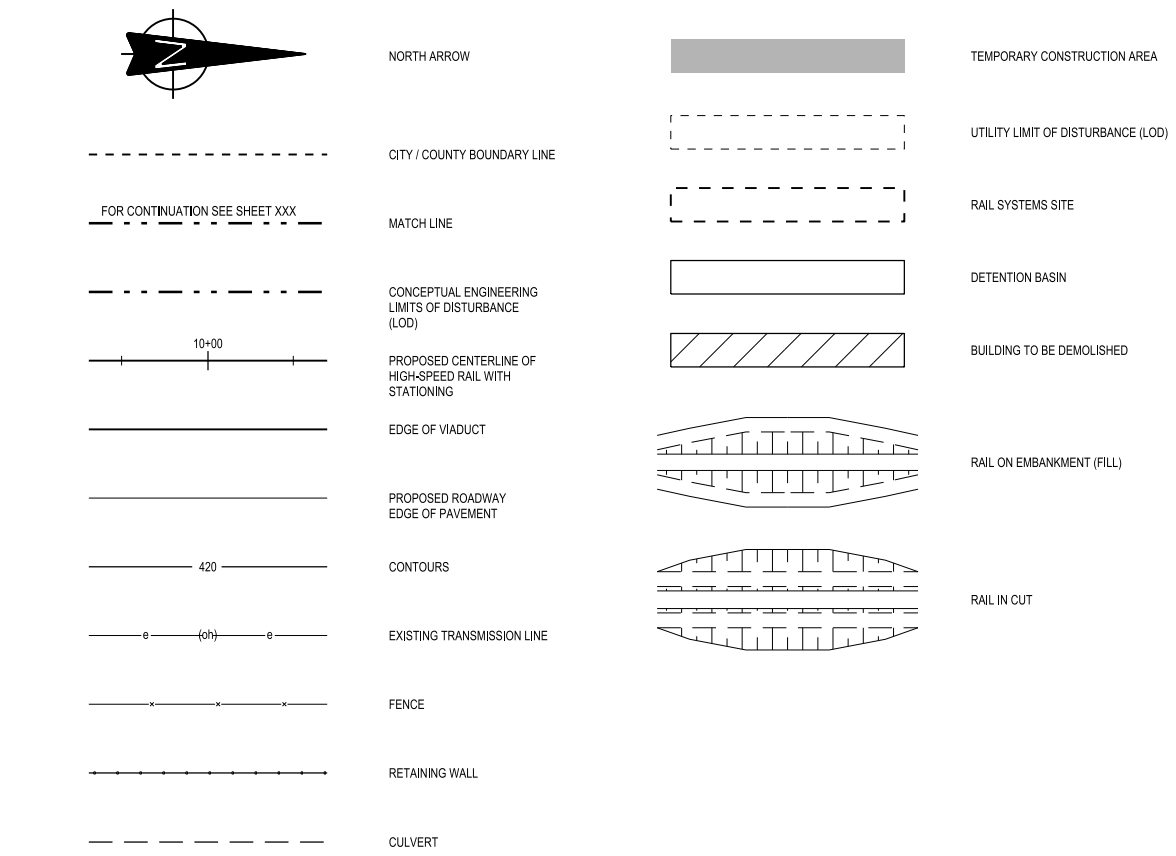 N
NORTH ARROW
CITY / COUNTY BOUNDARY LINE
FOR CONTINUATION SEE SHEET XXX
MATCH LINE
CONCEPTUAL ENGINEERING
LIMITS OF DISTURBANCE
(LOD)
10+00
PROPOSED CENTERLINE OF
HIGH-SPEED RAIL WITH
STATIONING
EDGE OF VIADUCT
PROPOSED ROADWAY
EDGE OF PAVEMENT
420
CONTOURS
e (oh) e
EXISTING TRANSMISSION LINE
FENCE
RETAINING WALL
CULVERT
TEMPORARY CONSTRUCTION AREA
UTILITY LIMIT OF DISTURBANCE (LOD)
RAIL SYSTEMS SITE
DETENTION BASIN
BUILDING TO BE DEMOLISHED
RAIL ON EMBANKMENT (FILL)
RAIL IN CUT